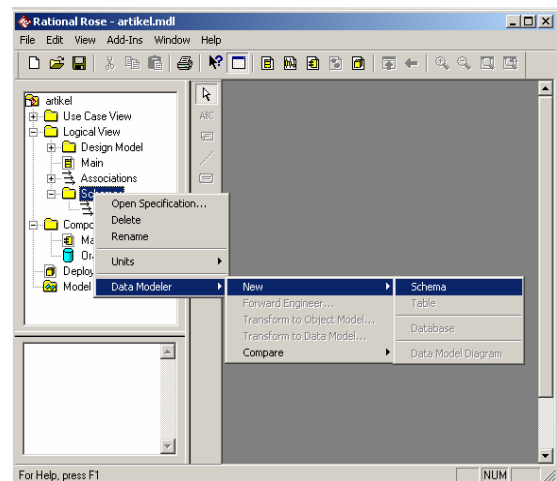 Rational Rose - artikel.mdl
File Edit View Add-Ins Window Help
ABC
artikel
Use Case View
Logical View
Design Model
Main
Associations
Open Specification...
Delete
Rename
Units
Data Modeler
New
Forward Engineer...
Transform to Object Model...
Transform to Data Model...
Compare
Schema
Table
Database
Data Model Diagram
Model
For Help, press F1
NUM